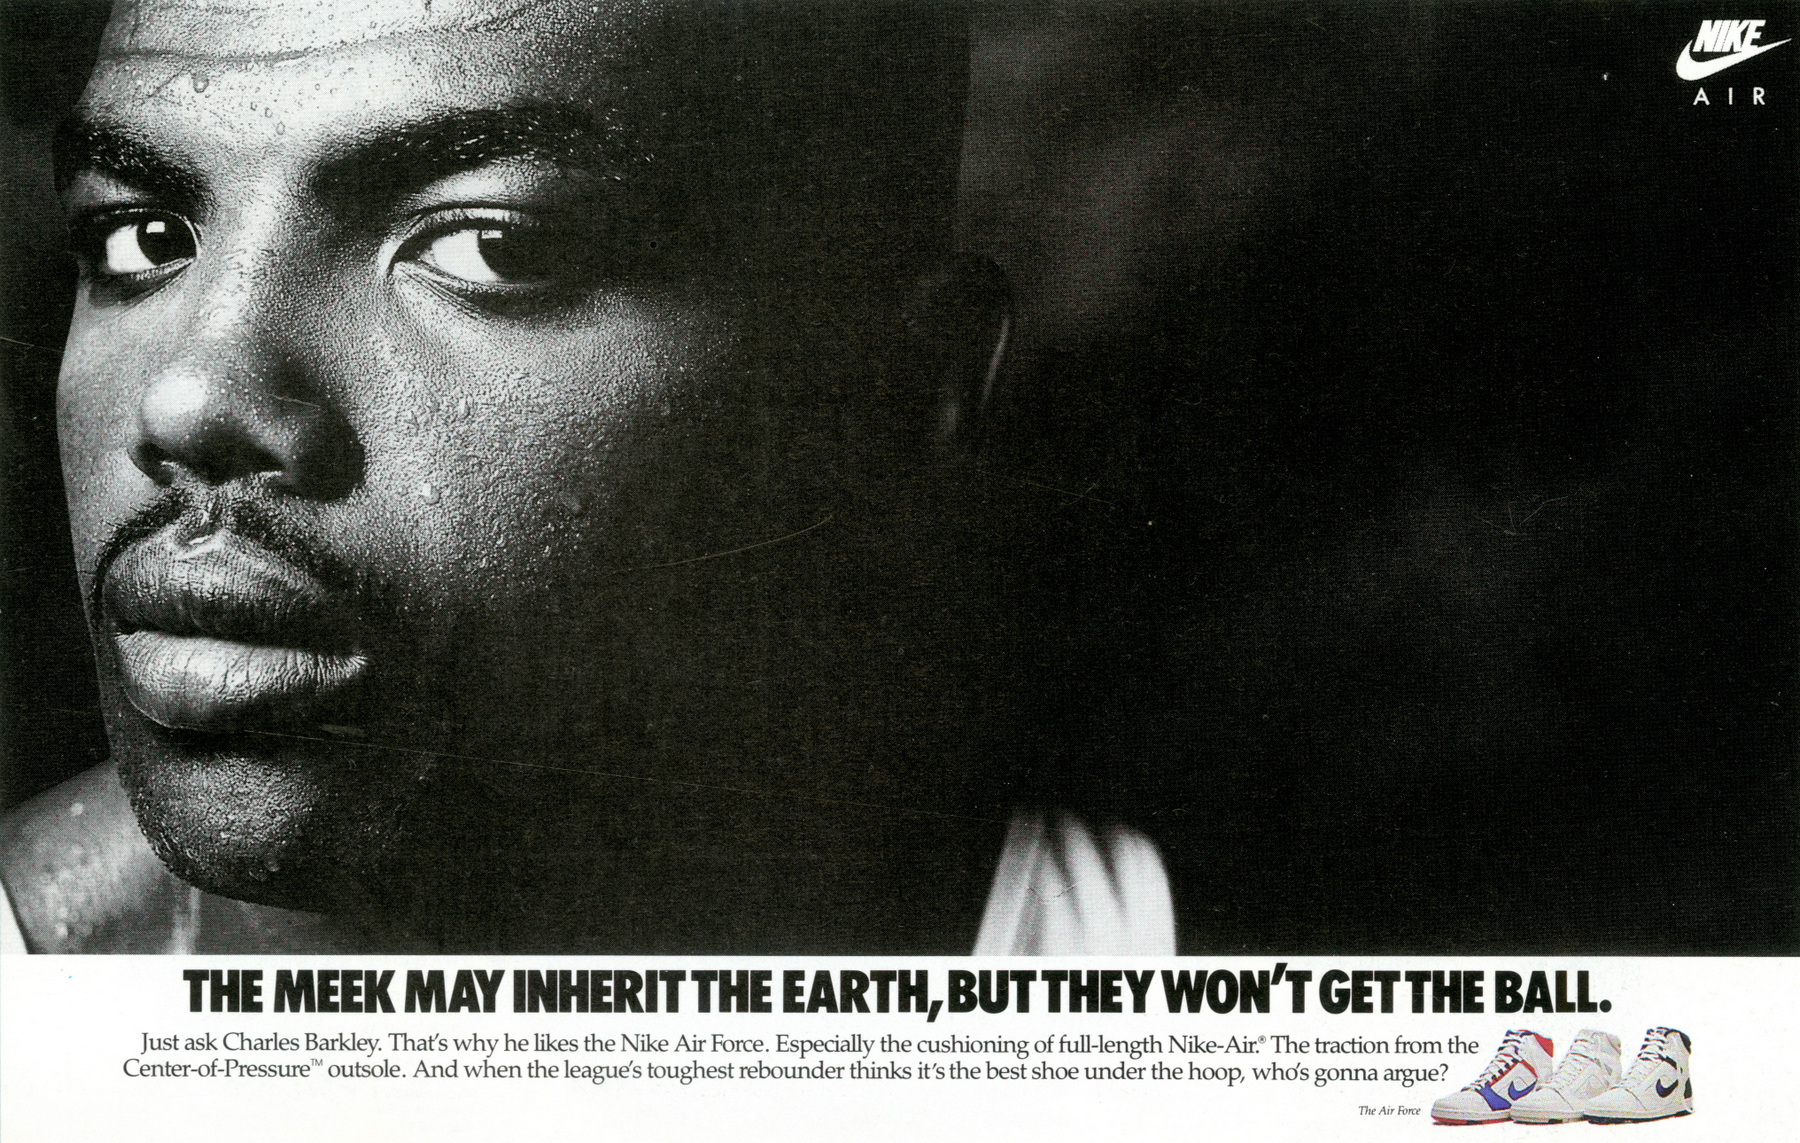 NIKE
AIR
THE MEEK MAY INHERIT THE EARTH, BUT THEY WON'T GET THE BALL.
Just ask Charles Barkley. That's why he likes the Nike Air Force. Especially the cushioning of full-length Nike-Air.® The traction from the
Center-of-Pressure™ outsole. And when the league's toughest rebounder thinks it's the best shoe under the hoop, who's gonna argue?
The Air Force